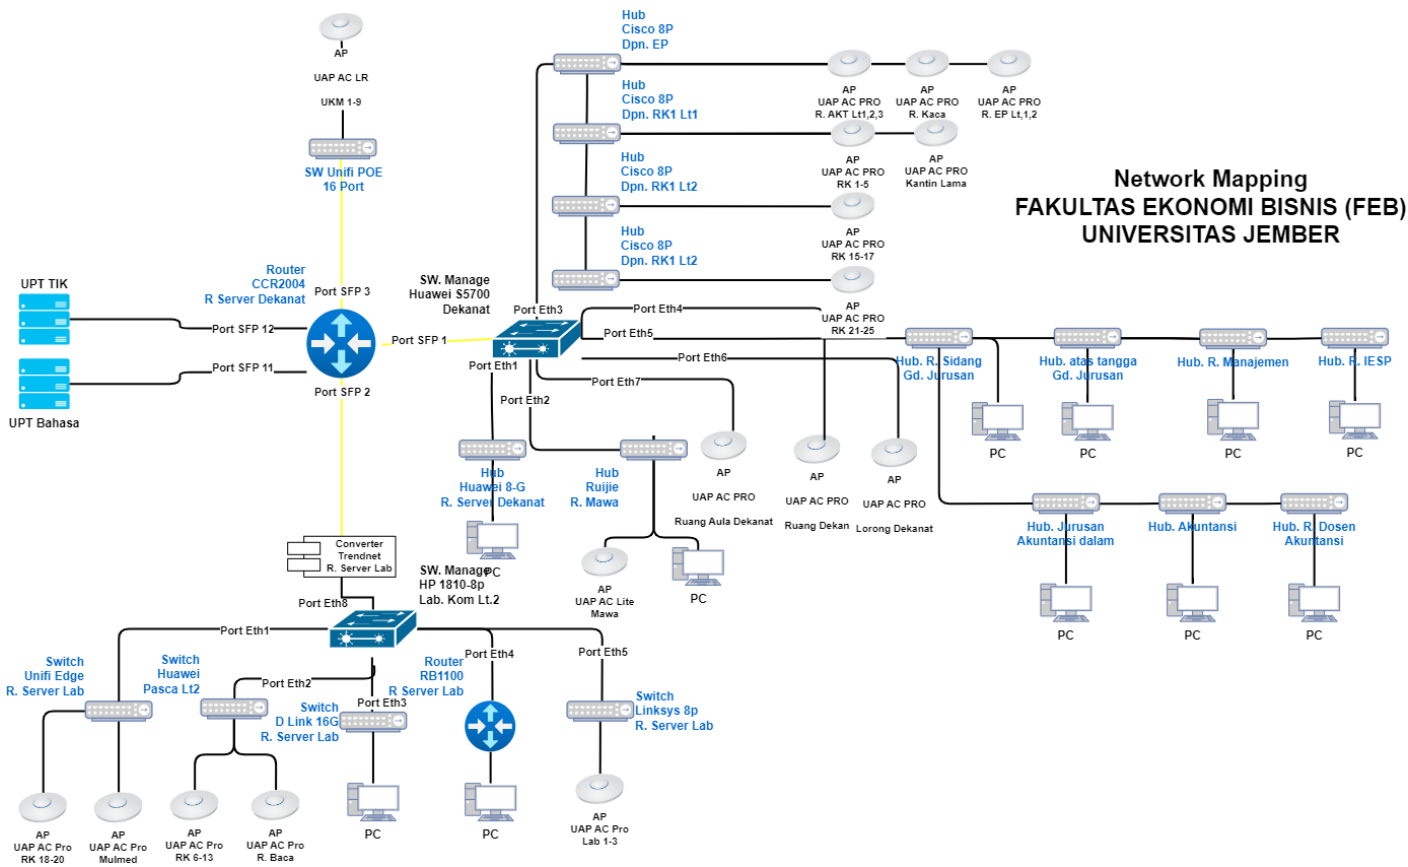 Network Mapping
FAKULTAS EKONOMI BISNIS (FEB)
UNIVERSITAS JEMBER
AP
UAP AC LR
UKM 1-9
SW Unifi POE
16 Port
Router
CCR2004
R Server Dekanat
Port SFP 3
UPT TIK
Port SFP 12
Port SFP 11
UPT Bahasa
Port SFP 1
Port SFP 2
SW. Manage
Huawei S5700
Dekanat
Port Eth3
Port Eth4
Port Eth5
Port Eth6
Port Eth7
Port Eth1
Port Eth2
Hub
Cisco 8P
Dpn. EP
AP
UAP AC PRO
R. AKT Lt1,2,3
AP
UAP AC PRO
R. Kaca
AP
UAP AC PRO
R. EP Lt,1,2
Hub
Cisco 8P
Dpn. RK1 Lt1
AP
UAP AC PRO
RK 1-5
AP
UAP AC PRO
Kantin Lama
Hub
Cisco 8P
Dpn. RK1 Lt2
AP
UAP AC PRO
RK 15-17
Hub
Cisco 8P
Dpn. RK1 Lt2
AP
UAP AC PRO
RK 21-25
Hub. R. Sidang
Gd. Jurusan
Hub. atas tangga
Gd. Jurusan
Hub. R. Manajemen
Hub. R. IESP
PC
PC
PC
PC
Hub. Jurusan
Akuntansi dalam
Hub. Akuntansi
Hub. R. Dosen
Akuntansi
PC
PC
PC
Hub
Huawei 8-G
R. Server Dekanat
PC
Hub
Ruijie
R. Mawa
AP
UAP AC Lite
Mawa
PC
AP
UAP AC PRO
Ruang Aula Dekanat
AP
UAP AC PRO
Ruang Dekan
AP
UAP AC PRO
Lorong Dekanat
Converter
Trendnet
R. Server Lab
Port Eth8
SW. Manage
HP 1810-8p
Lab. Kom Lt.2
Port Eth1
Port Eth2
Port Eth3
Port Eth4
Port Eth5
Switch
Unifi Edge
R. Server Lab
Switch
Huawei
Pasca Lt2
Switch
D Link 16G
R. Server Lab
Router
RB1100
R Server Lab
Switch
Linksys 8p
R. Server Lab
AP
UAP AC Pro
RK 18-20
AP
UAP AC Pro
Mulmed
AP
UAP AC Pro
RK 6-13
AP
UAP AC Pro
R. Baca
PC
PC
AP
UAP AC Pro
Lab 1-3